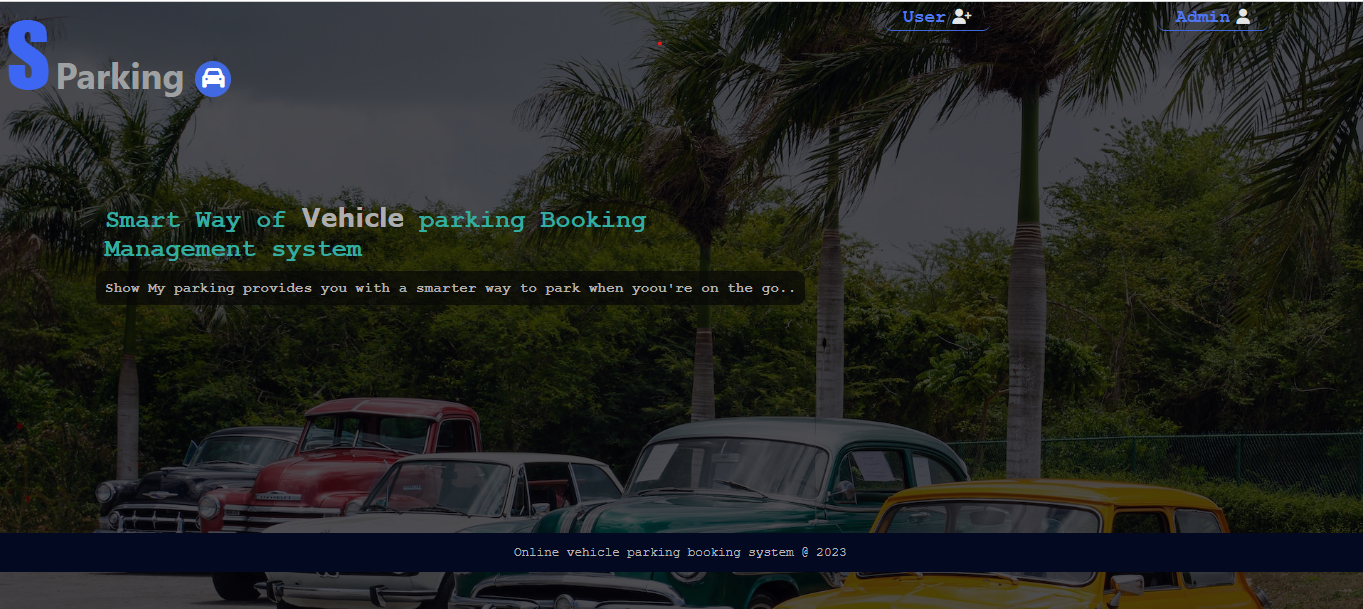 User
Admin
S Parking
Smart Way of Vehicle parking Booking
Management system
Show My parking provides you with a smarter way to park when yoou're on the go..
Online vehicle parking booking system @ 2023